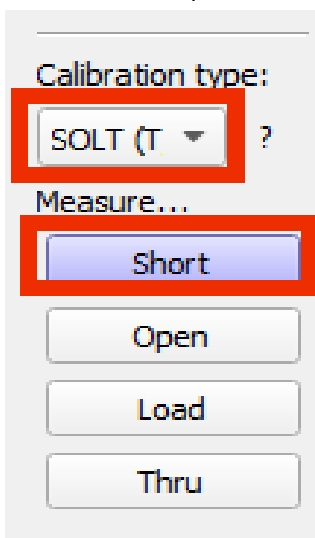 Calibration type:
SOLT (T ?
Measure...
Short
Open
Load
Thru